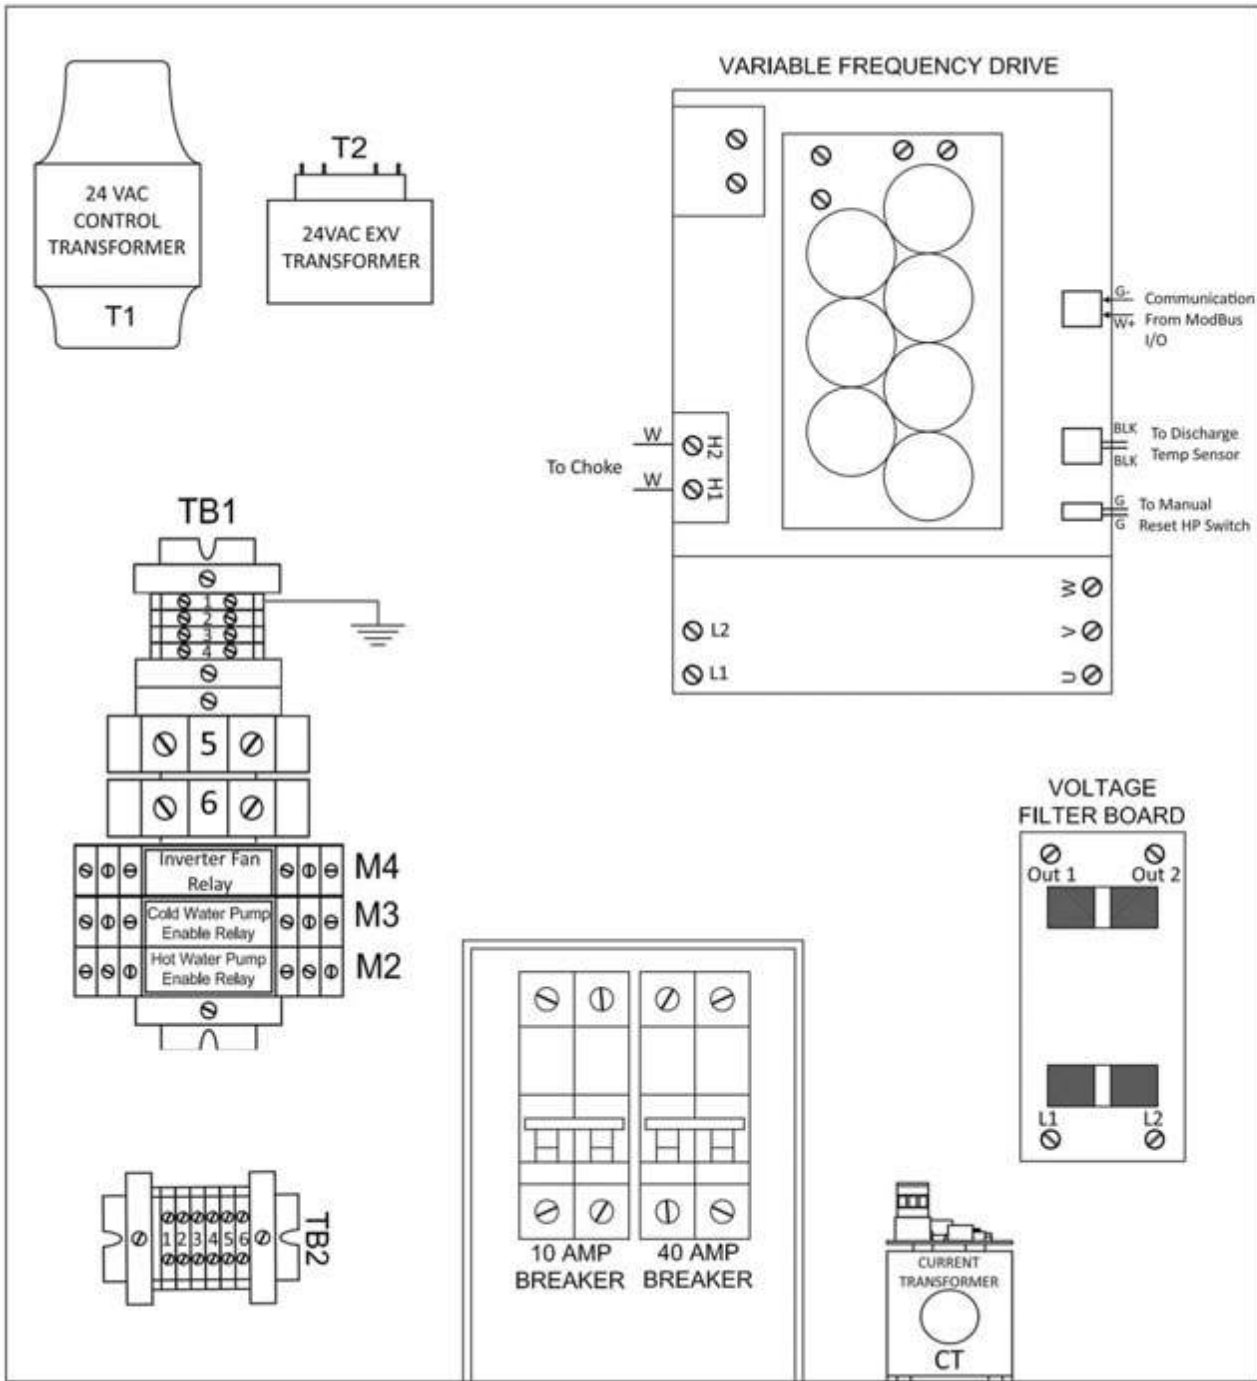 VARIABLE FREQUENCY DRIVE
24 VAC
CONTROL
TRANSFORMER
T1
T2
24VAC EXV
TRANSFORMER
G-
W+
Communication
From ModBus
I/O
BLK
BLK
To Discharge
Temp Sensor
G
G
To Manual
Reset HP Switch
To Choke
W
W
H2
H1
L2
L1
W
V
U
TB1
1
2
3
4
5
6
Inverter Fan
Relay
M4
Cold Water Pump
Enable Relay
M3
Hot Water Pump
Enable Relay
M2
VOLTAGE
FILTER BOARD
Out 1 Out 2
L1 L2
1 2 3 4 5 6
TB2
10 AMP
BREAKER
40 AMP
BREAKER
CURRENT
TRANSFORMER
CT